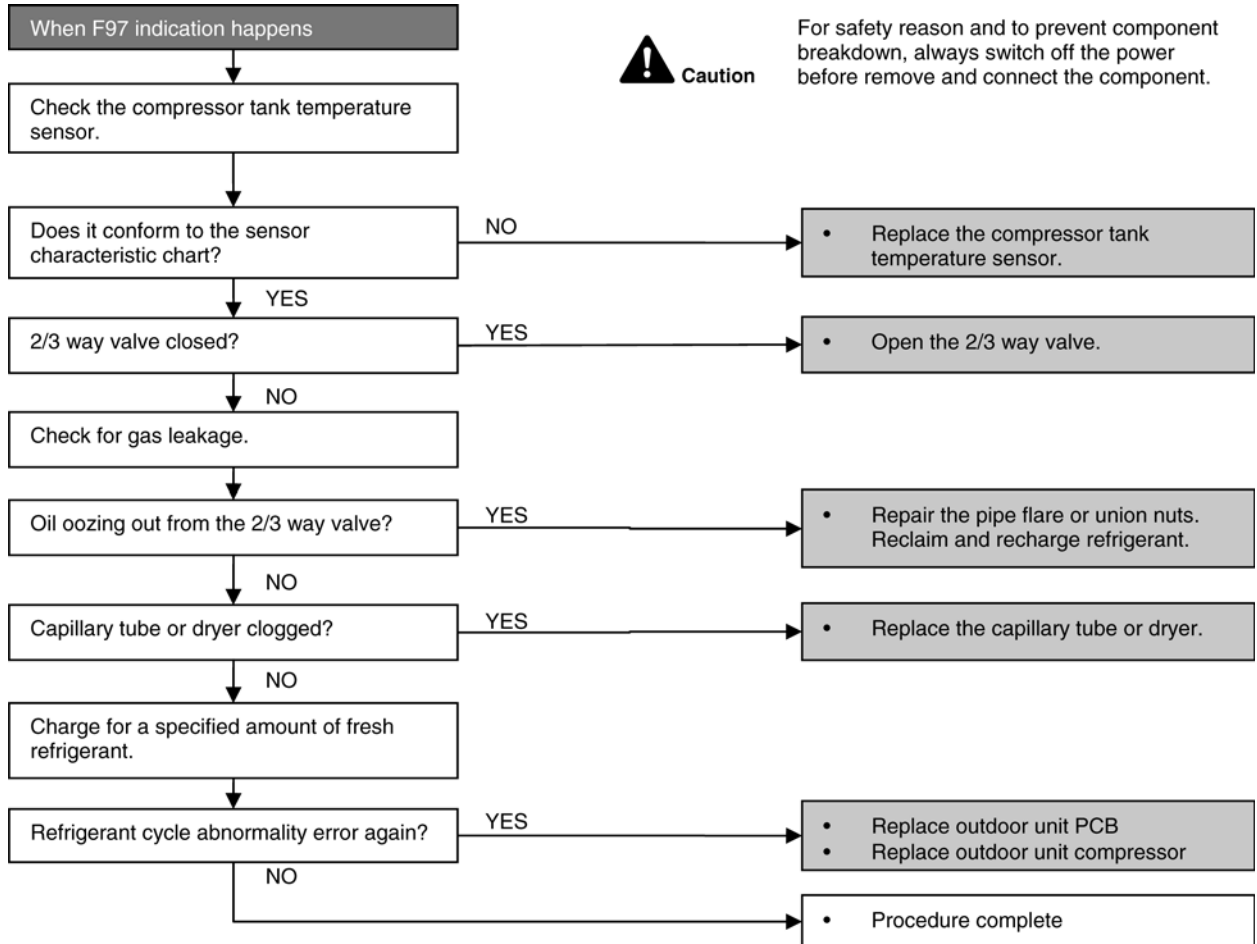 When F97 indication happens
Caution
For safety reason and to prevent component
breakdown, always switch off the power
before remove and connect the component.
Check the compressor tank temperature
sensor.
Does it conform to the sensor
characteristic chart?
NO
• Replace the compressor tank
temperature sensor.
YES
2/3 way valve closed?
YES
• Open the 2/3 way valve.
NO
Check for gas leakage.
Oil oozing out from the 2/3 way valve?
YES
• Repair the pipe flare or union nuts.
Reclaim and recharge refrigerant.
NO
Capillary tube or dryer clogged?
YES
• Replace the capillary tube or dryer.
NO
Charge for a specified amount of fresh
refrigerant.
Refrigerant cycle abnormality error again?
YES
• Replace outdoor unit PCB
• Replace outdoor unit compressor
NO
• Procedure complete